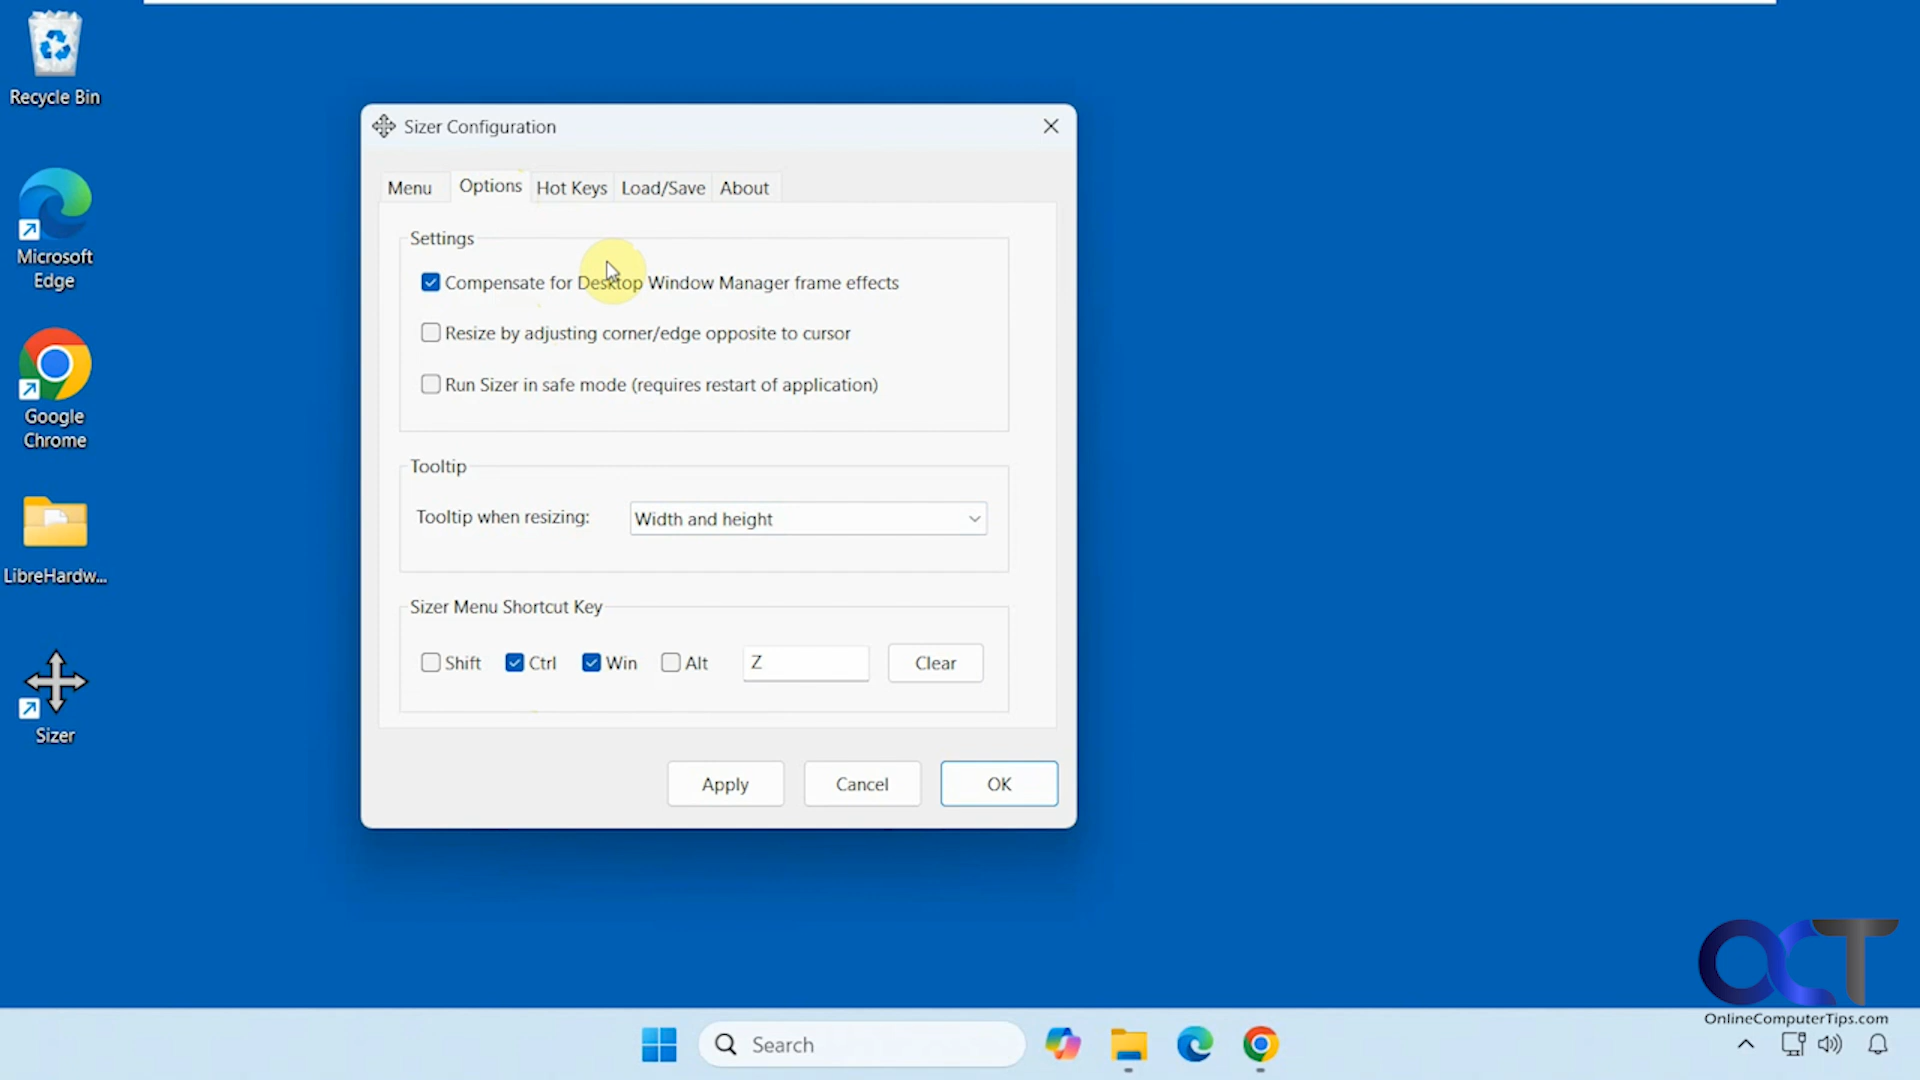 Recycle Bin
Microsoft
Edge
Google
Chrome
LibreHardw...
Sizer
Sizer Configuration
Menu
Options
Hot Keys
Load/Save
About
Settings
Compensate for Desktop Window Manager frame effects
Resize by adjusting corner/edge opposite to cursor
Run Sizer in safe mode (requires restart of application)
Tooltip
Tooltip when resizing:
Width and height
Sizer Menu Shortcut Key
Shift
Ctrl
Win
Alt
Z
Clear
Apply
Cancel
OK
OCT
OnlineComputerTips.com
Search